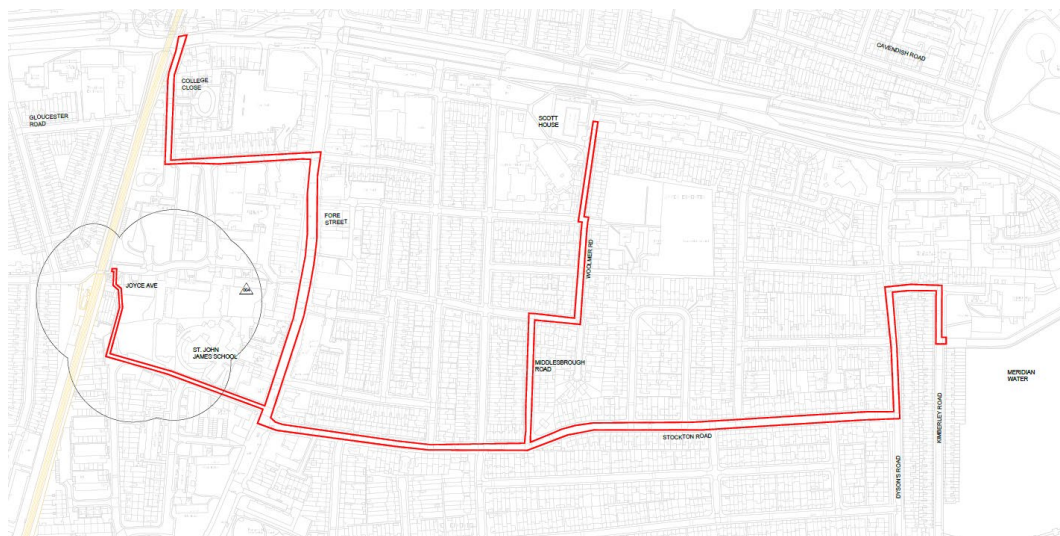 CAVENDISH ROAD
COLLEGE
CLOSE
GLOUCESTER
ROAD
SCOTT
HOUSE
FORE
STREET
WOOLMER RD
JOYCE AVE
ST. JOHN
JAMES SCHOOL
MIDDLESBROUGH
ROAD
MERIDIAN
WATER
KIMBERLEY ROAD
STOCKTON ROAD
DYSON'S ROAD